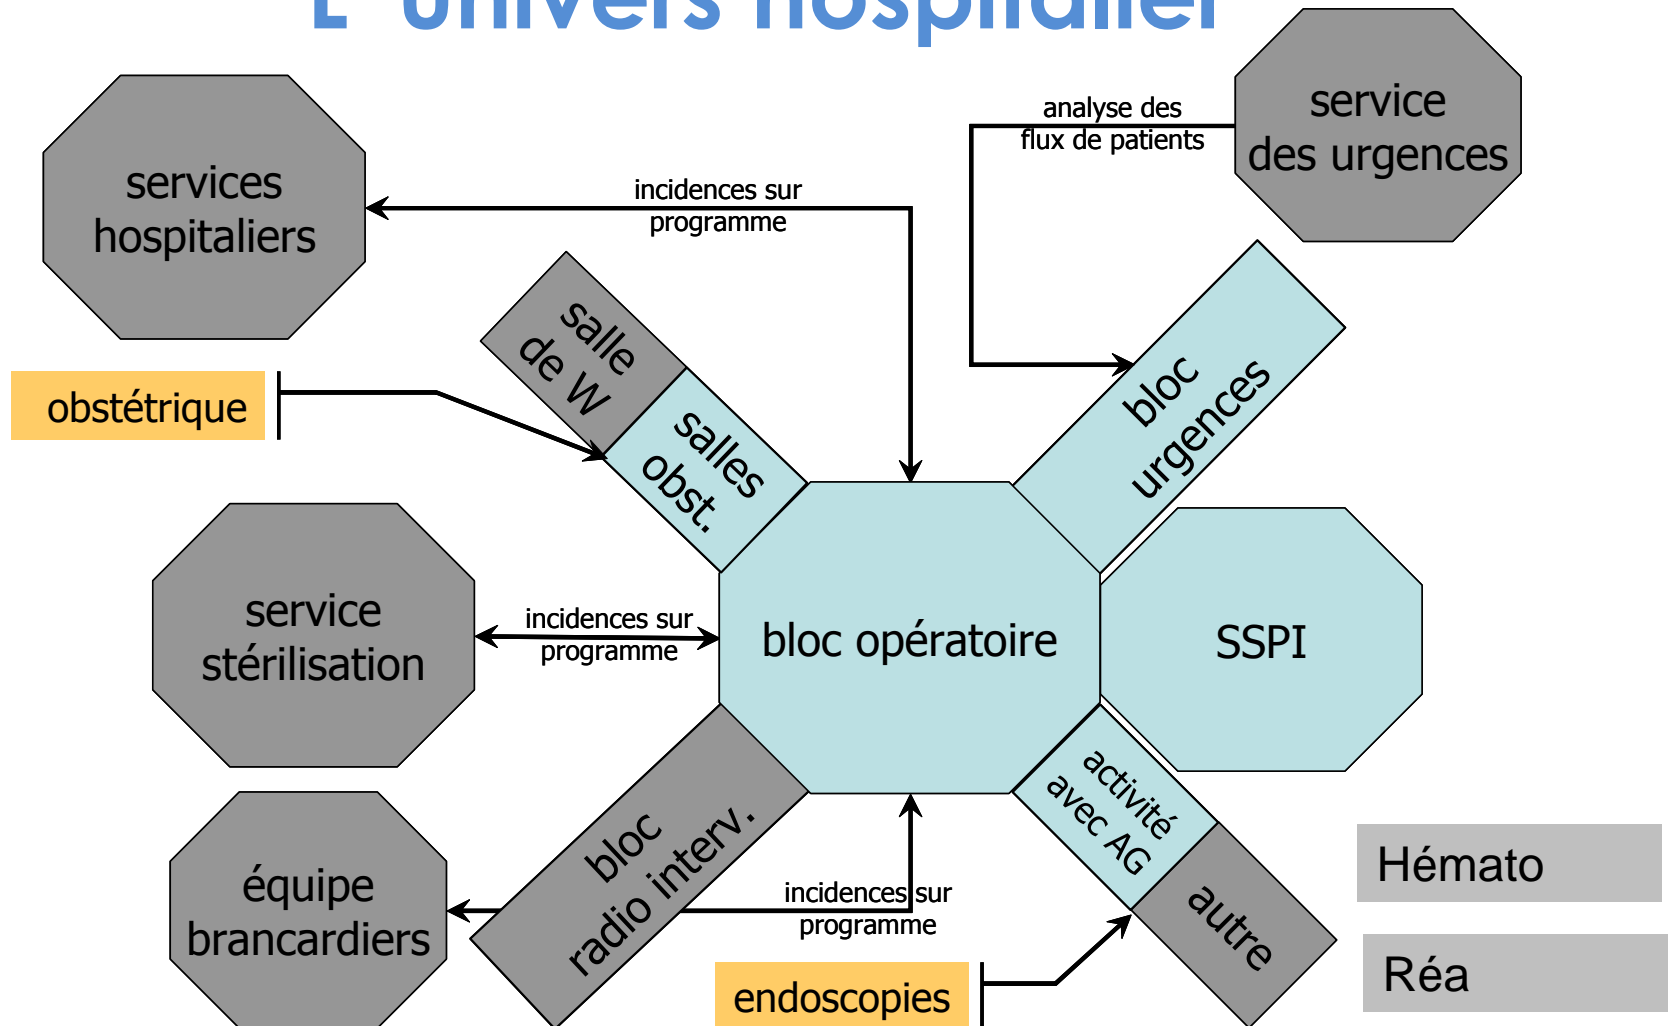 L' Univers hospitalier
service
des urgences
analyse des
flux de patients
services
hospitaliers
incidences sur
programme
salle
de W
bloc
urgences
obstétrique
salles
obst.
service
stérilisation
incidences sur
programme
bloc opératoire
SSPI
activité
avec AG
bloc
radio interv.
Hémato
équipe
brancardiers
incidences sur
programme
autre
endoscopies
Réa